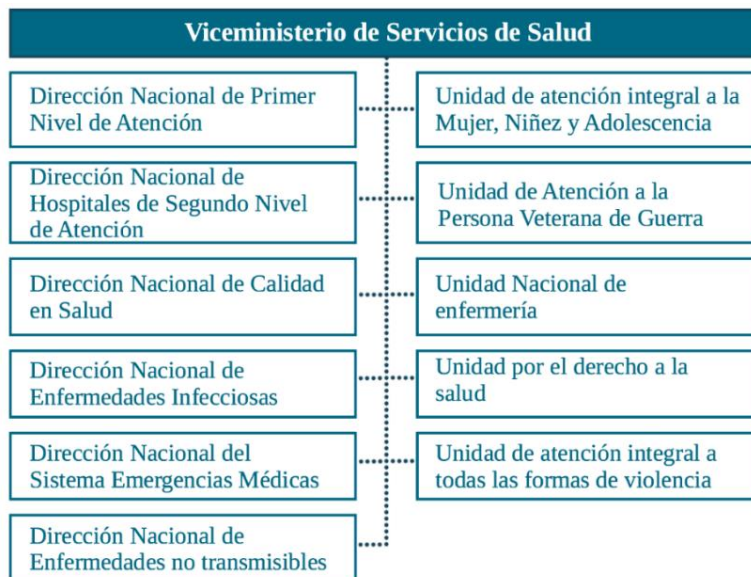 Viceministerio de Servicios de Salud
Dirección Nacional de Primer
Nivel de Atención
Unidad de atención integral a la
Mujer, Niñez y Adolescencia
Dirección Nacional de
Hospitales de Segundo Nivel
de Atención
Unidad de Atención a la
Persona Veterana de Guerra
Dirección Nacional de Calidad
en Salud
Unidad Nacional de
enfermería
Dirección Nacional de
Enfermedades Infecciosas
Unidad por el derecho a la
salud
Dirección Nacional del
Sistema Emergencias Médicas
Unidad de atención integral a
todas las formas de violencia
Dirección Nacional de
Enfermedades no transmisibles